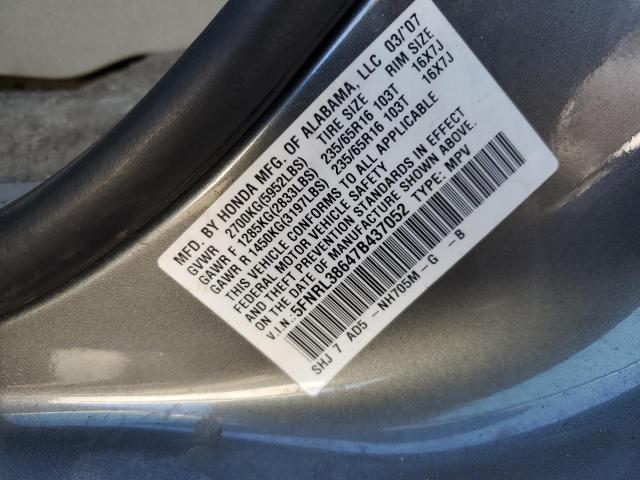 MFD. BY HONDA MFG. OF ALABAMA, LLC 03/'07
GVWR 2700KG(5952LBS) TIRE SIZE RIM SIZE
GAWR F 1285KG(2833LBS) 235/65R16 103T 16X7J
GAWR R 1450KG(3197LBS) 235/65R16 103T 16X7J
THIS VEHICLE CONFORMS TO ALL APPLICABLE
FEDERAL MOTOR VEHICLE SAFETY
AND THEFT PREVENTION STANDARDS IN EFFECT
ON THE DATE OF MANUFACTURE SHOWN ABOVE.
V.I.N.:5FNRL38647B437052 TYPE: MPV
SHJ 7 AD5 -NH705M-G -B